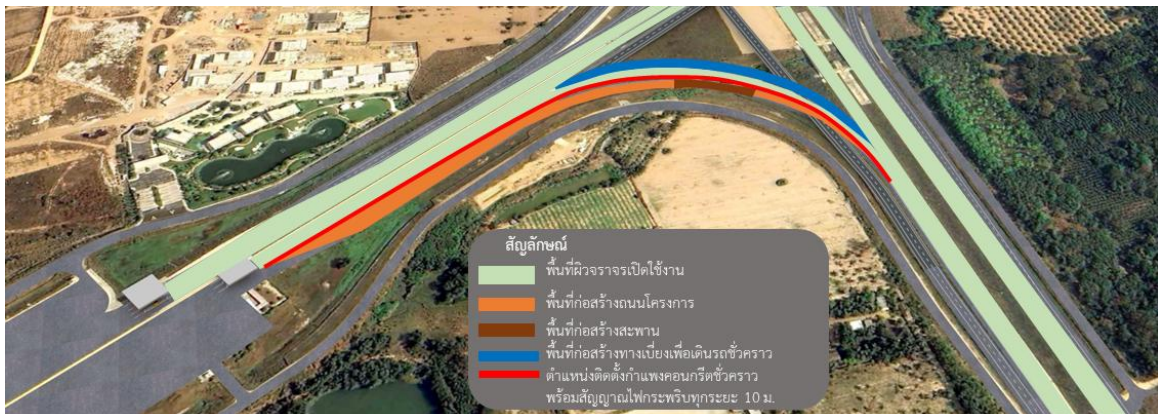 สัญลักษณ์
พื้นที่ผิวจราจรเปิดใช้งาน
พื้นที่ก่อสร้างถนนโครงการ
พื้นที่ก่อสร้างสะพาน
พื้นที่ก่อสร้างทางเบี่ยงเพื่อเดินรถชั่วคราว
ตำแหน่งติดตั้งกำแพงคอนกรีตชั่วคราว
พร้อมสัญญาณไฟกระพริบทุกระยะ 10 ม.